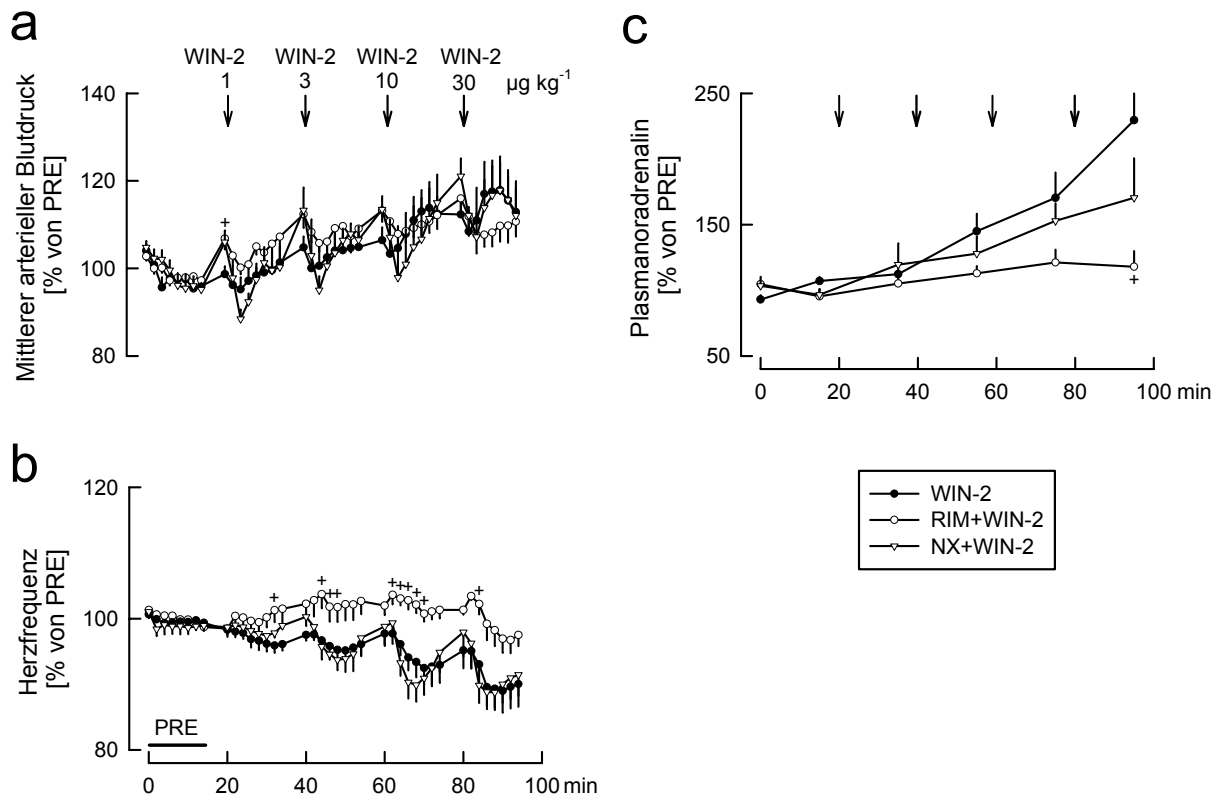 a
WIN-2 WIN-2 WIN-2 WIN-2
1 3 10 30 µg kg-1
Mittlerer arterieller Blutdruck
[% von PRE]
140
120
100
80
+
b
Herzfrequenz
[% von PRE]
120
100
80
+ + + + + + + + + +
PRE
0 20 40 60 80 100 min
c
Plasmanoradrenalin
[% von PRE]
250
150
50
+
0 20 40 60 80 100 min
WIN-2
RIM+WIN-2
NX+WIN-2